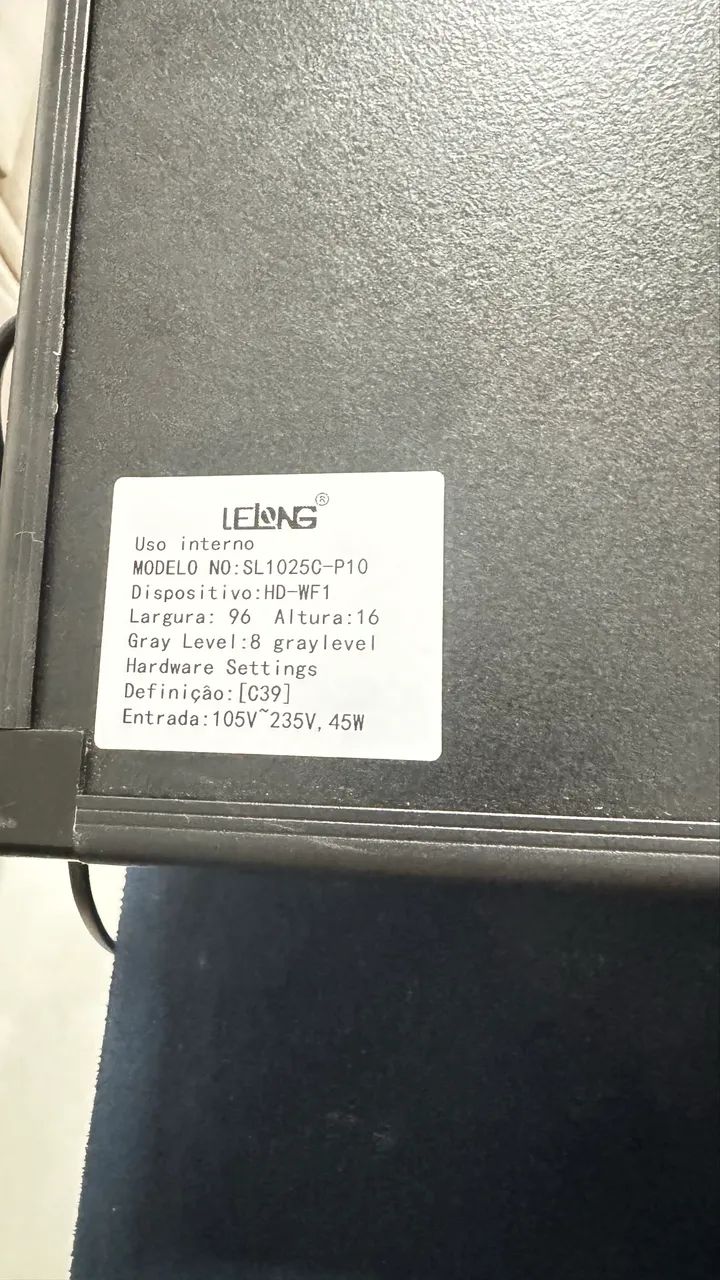 LELONG®
Uso interno
MODELO NO:SL1025C-P10
Dispositivo:HD-WF1
Largura: 96 Altura:16
Gray Level:8 graylevel
Hardware Settings
Definição:[C39]
Entrada:105V~235V,45W